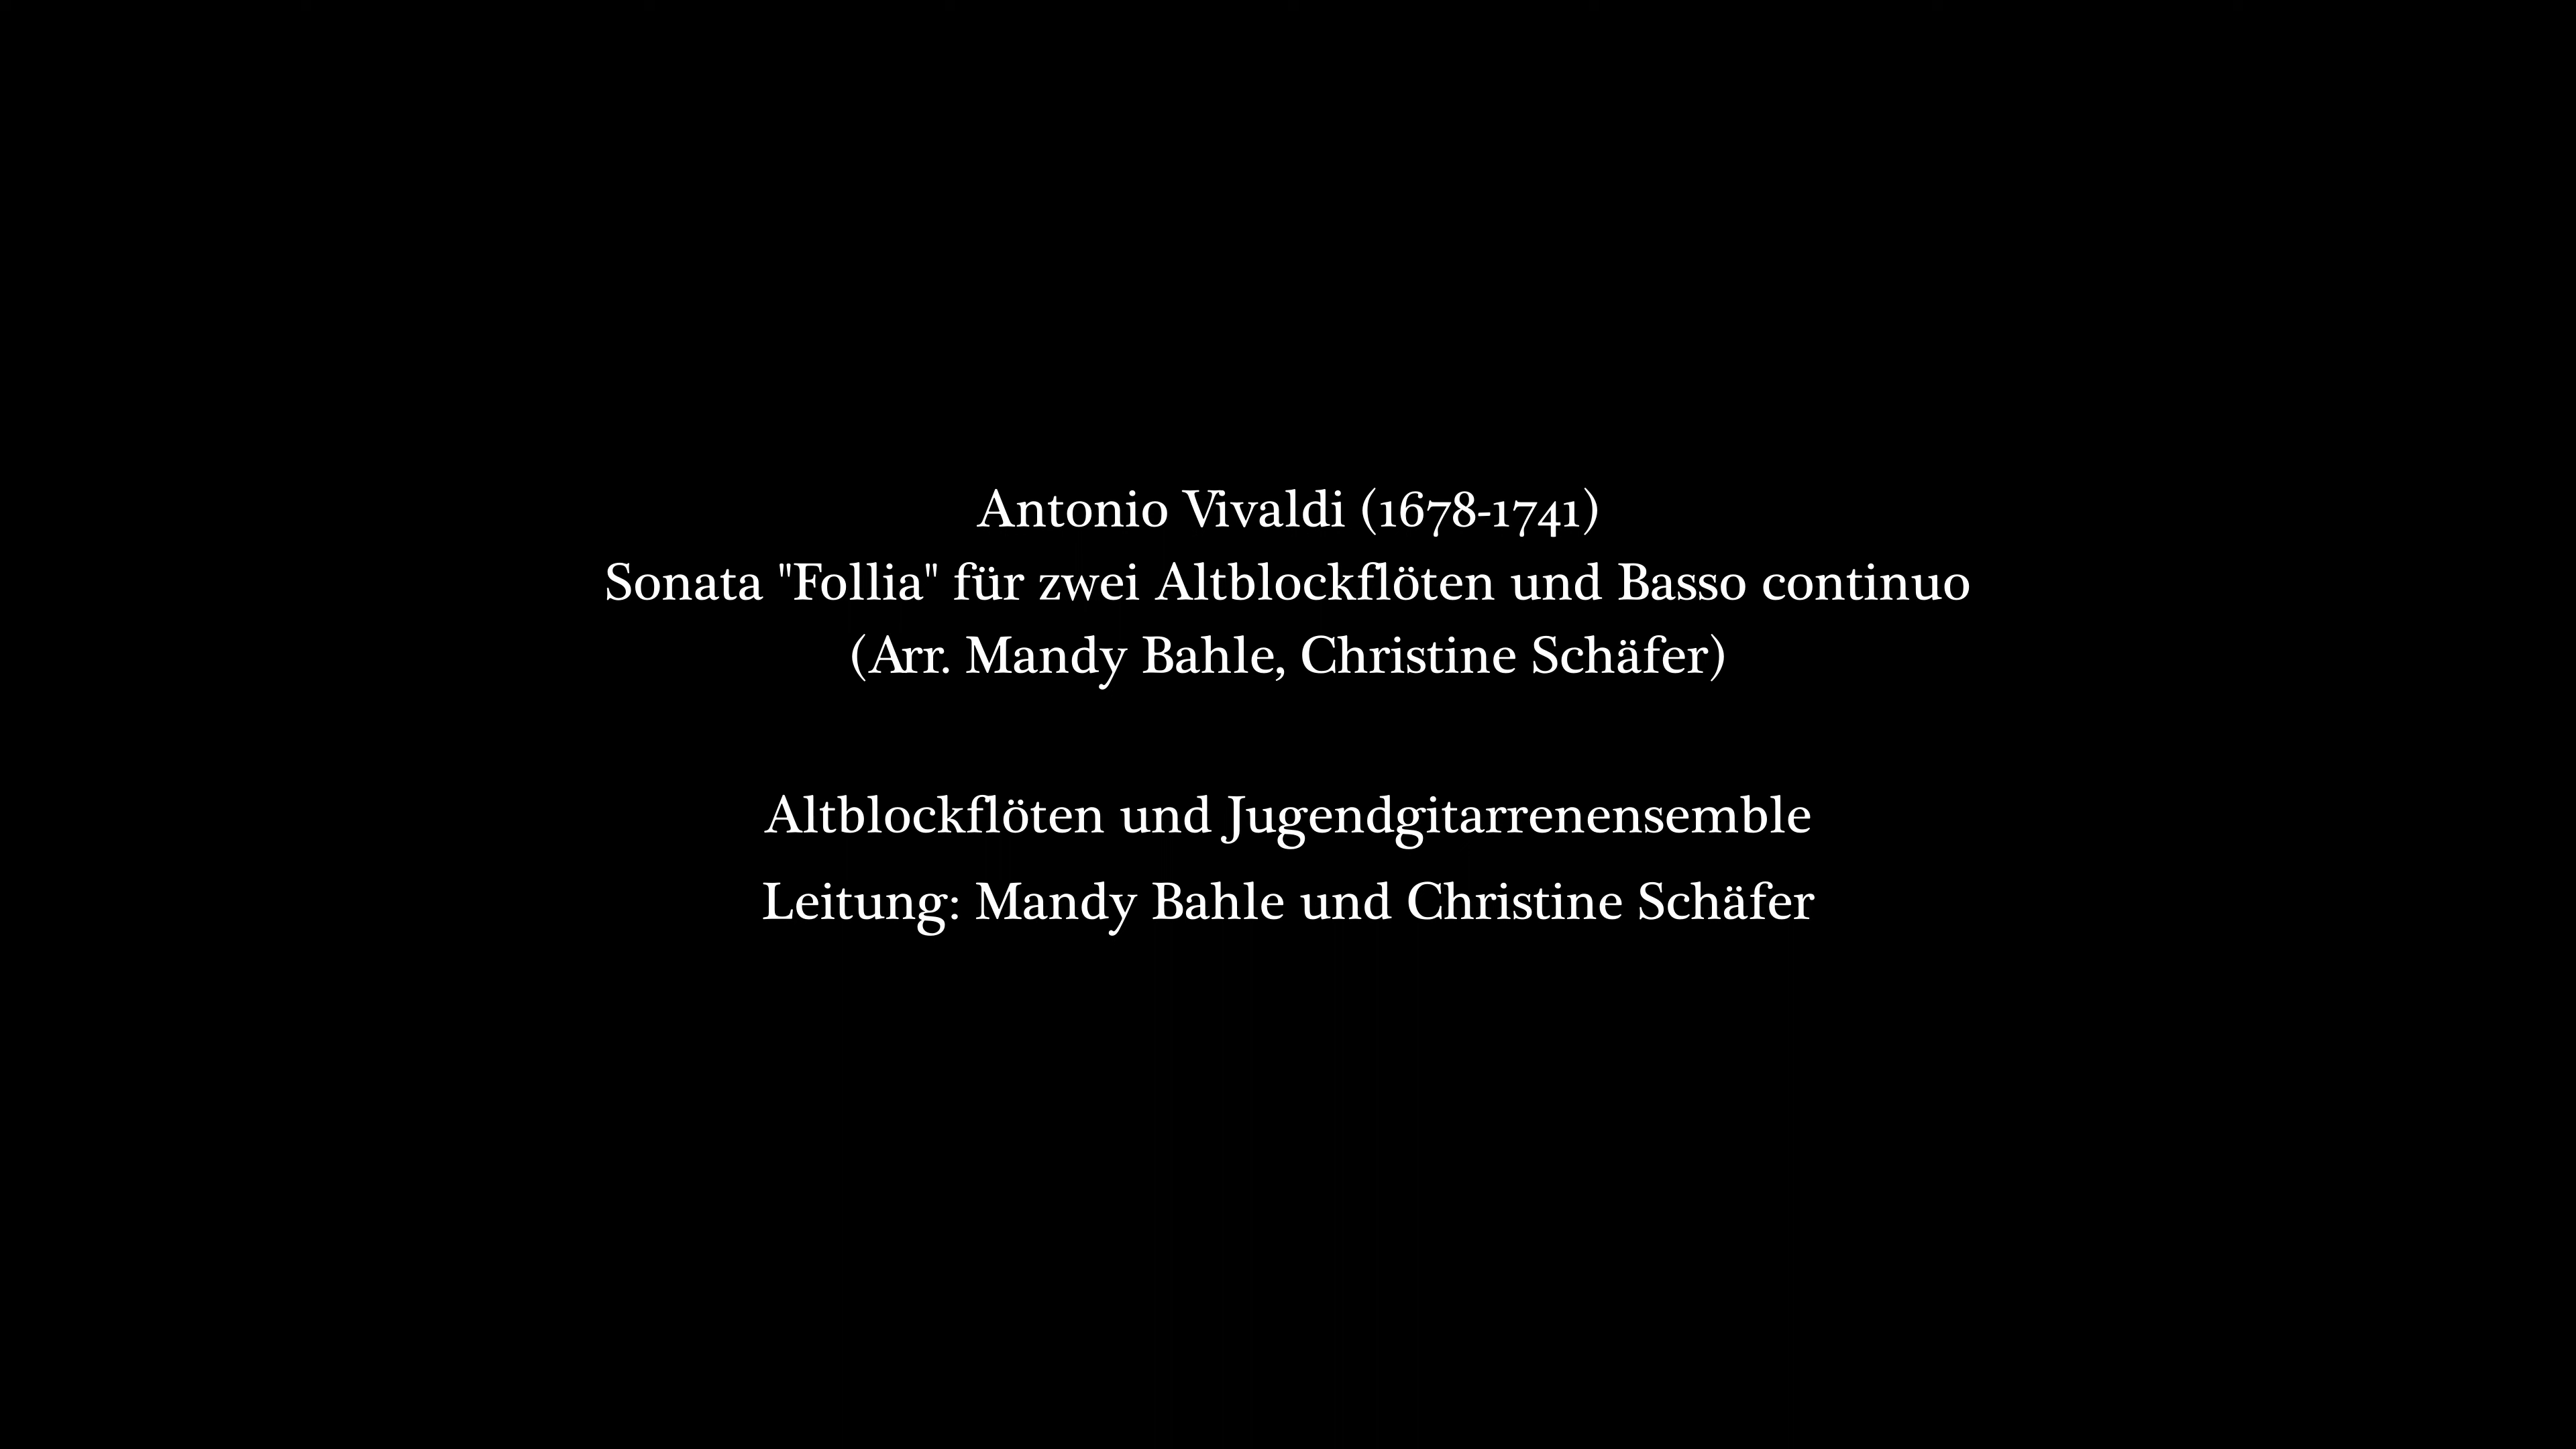 Antonio Vivaldi (1678-1741)
Sonata "Follia" für zwei Altblockflöten und Basso continuo
(Arr. Mandy Bahle, Christine Schäfer)
Altblockflöten und Jugendgitarrenensemble
Leitung: Mandy Bahle und Christine Schäfer